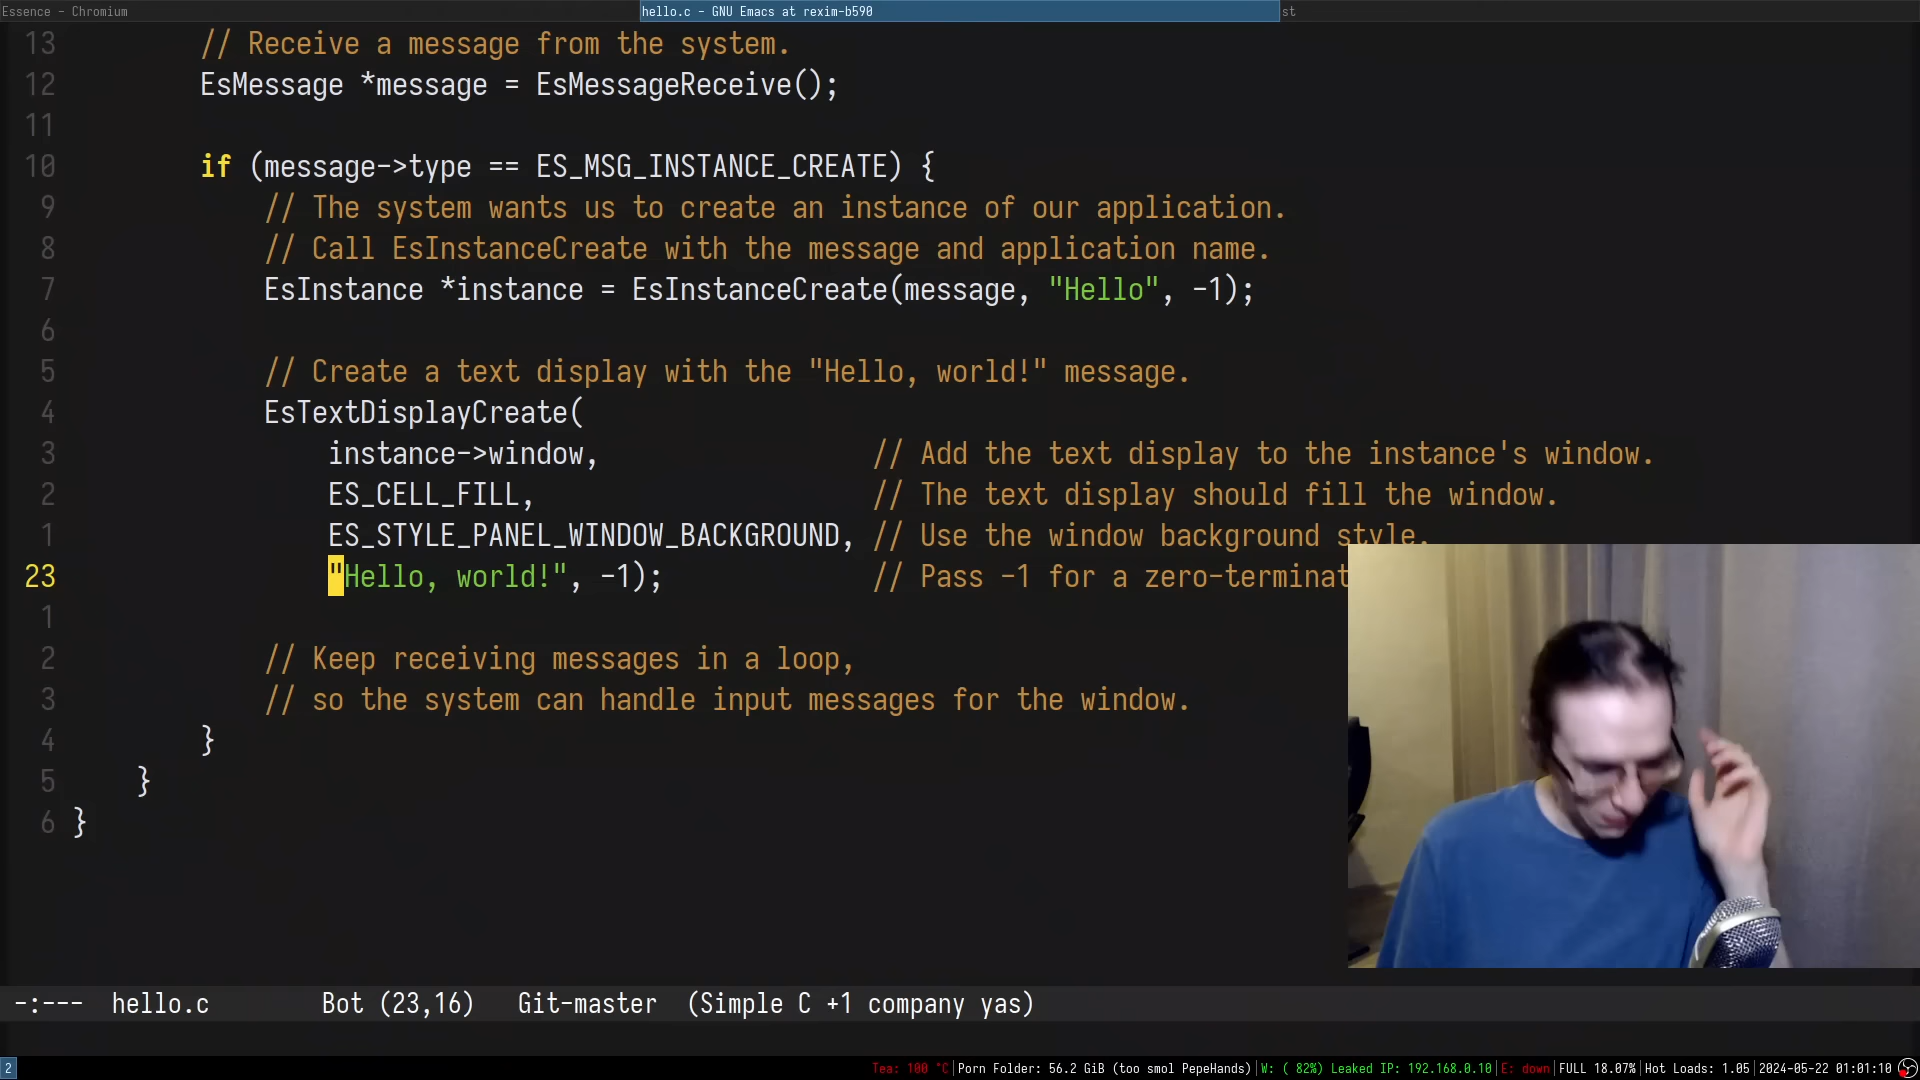 Essence - Chromium
hello.c - GNU Emacs at rexim-b590
st
13 // Receive a message from the system.
12 EsMessage *message = EsMessageReceive();
11
10 if (message->type == ES_MSG_INSTANCE_CREATE) {
9 // The system wants us to create an instance of our application.
8 // Call EsInstanceCreate with the message and application name.
7 EsInstance *instance = EsInstanceCreate(message, "Hello", -1);
6
5 // Create a text display with the "Hello, world!" message.
4 EsTextDisplayCreate(
3 instance->window, // Add the text display to the instance's window.
2 ES_CELL_FILL, // The text display should fill the window.
1 ES_STYLE_PANEL_WINDOW_BACKGROUND, // Use the window background style.
23 "Hello, world!", -1); // Pass -1 for a zero-terminat
1
2 // Keep receiving messages in a loop,
3 // so the system can handle input messages for the window.
4 }
5 }
6 }
-:--- hello.c Bot (23,16) Git-master (Simple C +1 company yas)
2 Tea: 100 °C Porn Folder: 56.2 GiB (too smol PepeHands) W: ( 82%) Leaked IP: 192.168.0.10 E: down FULL 18.07% Hot Loads: 1.05 2024-05-22 01:01:10